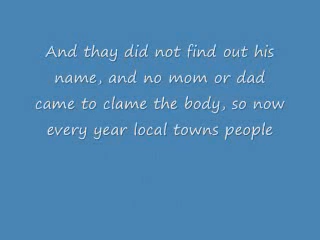 And thay did not find out his
name, and no mom or dad
came to clame the body, so now
every year local towns people